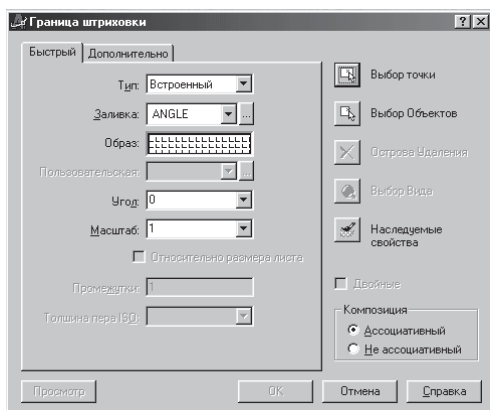 Граница штриховки
Быстрый
Дополнительно
Тип: Встроенный
Заливка: ANGLE
Образ:
Пользовательская:
Угол: 0
Масштаб: 1
Относительно размера листа
Промежутки: 1
Толщина пера ISO:
Выбор точки
Выбор Объектов
Острова Удаления
Выбор Вида
Наследуемые
свойства
Двойные
Композиция
Ассоциативный
Не ассоциативный
Просмотр
OK
Отмена
Справка